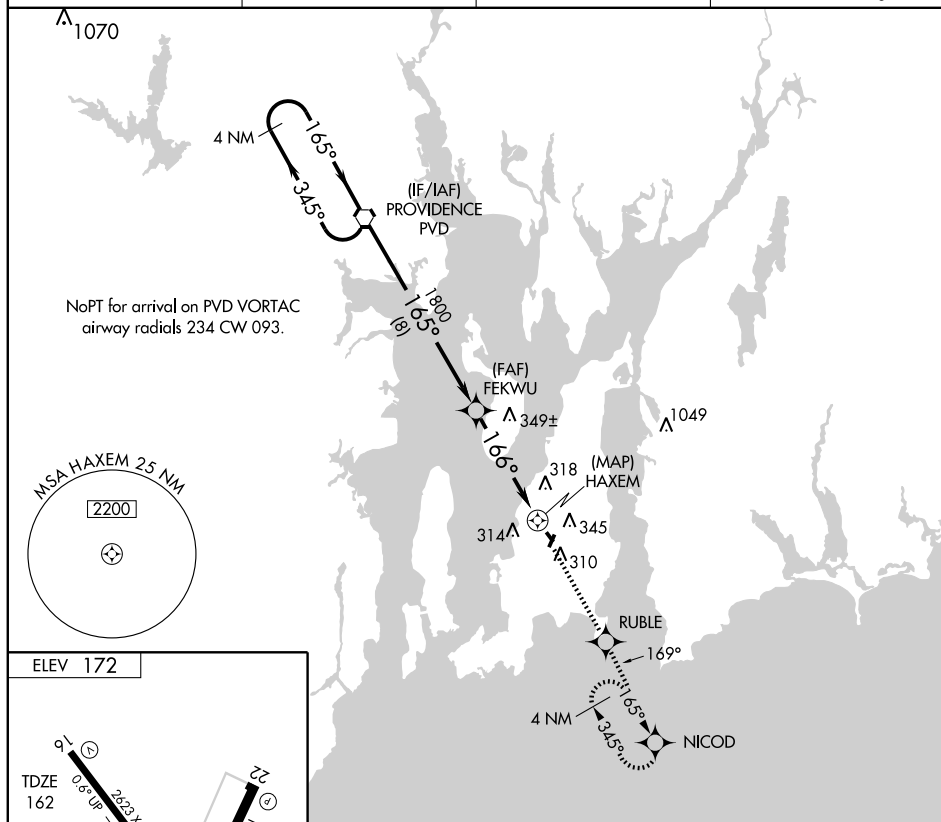 1070
4 NM
165°
345°
(IF/IAF)
PROVIDENCE
PVD
NoPT for arrival on PVD VORTAC
airway radials 234 CW 093.
1800
165°
(8)
(FAF)
FEKWU
349±
1049
166°
318
(MAP)
HAXEM
314
345
310
MSA HAXEM 25 NM
2200
RUBLE
169°
4 NM
165°
345°
NICOD
ELEV 172
16
V
TDZE
162
0.6° UP
2623 X
22
P